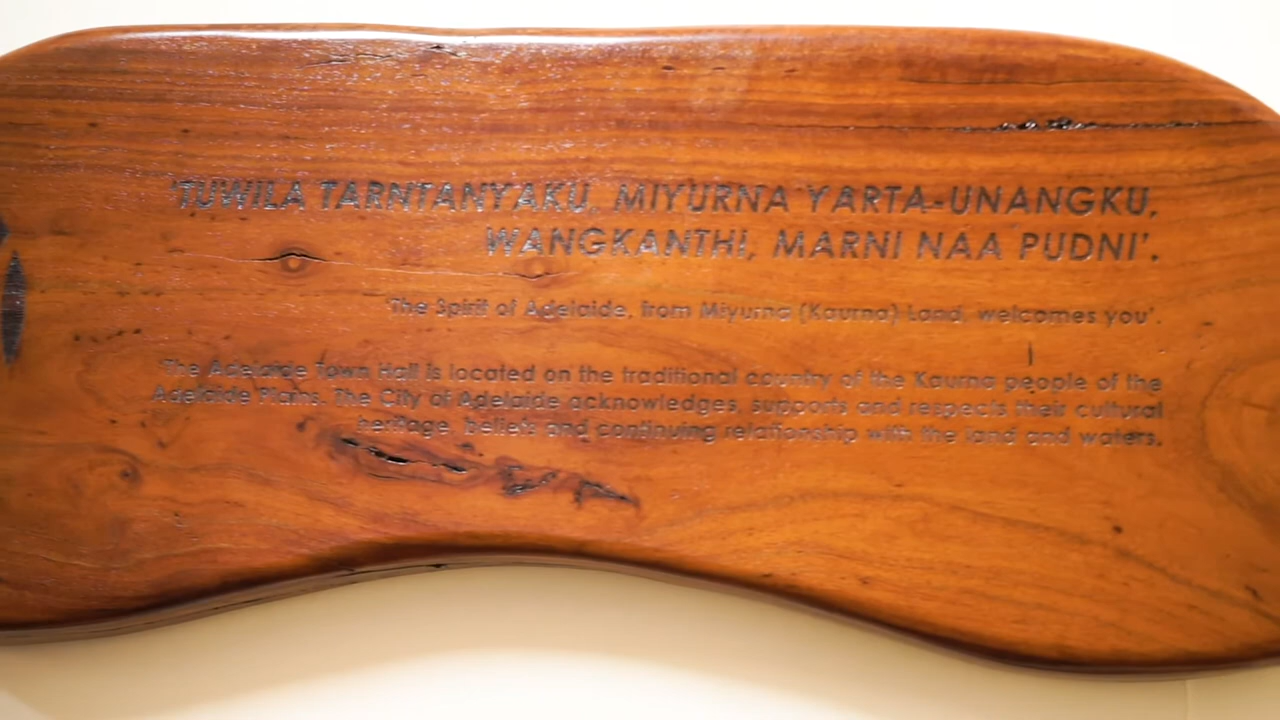 'TUWILA TARNTANYAKU, MIYURNA YARTA-UNANGKU,
WANGKANTHI, MARNI NAA PUDNI'.
'The Spirit of Adelaide, from Miyurna (Kaurna) Land, welcomes you'.
The Adelaide Town Hall is located on the traditional country of the Kaurna people of the
Adelaide Plains. The City of Adelaide acknowledges, supports and respects their cultural
heritage, beliefs and continuing relationship with the land and waters.